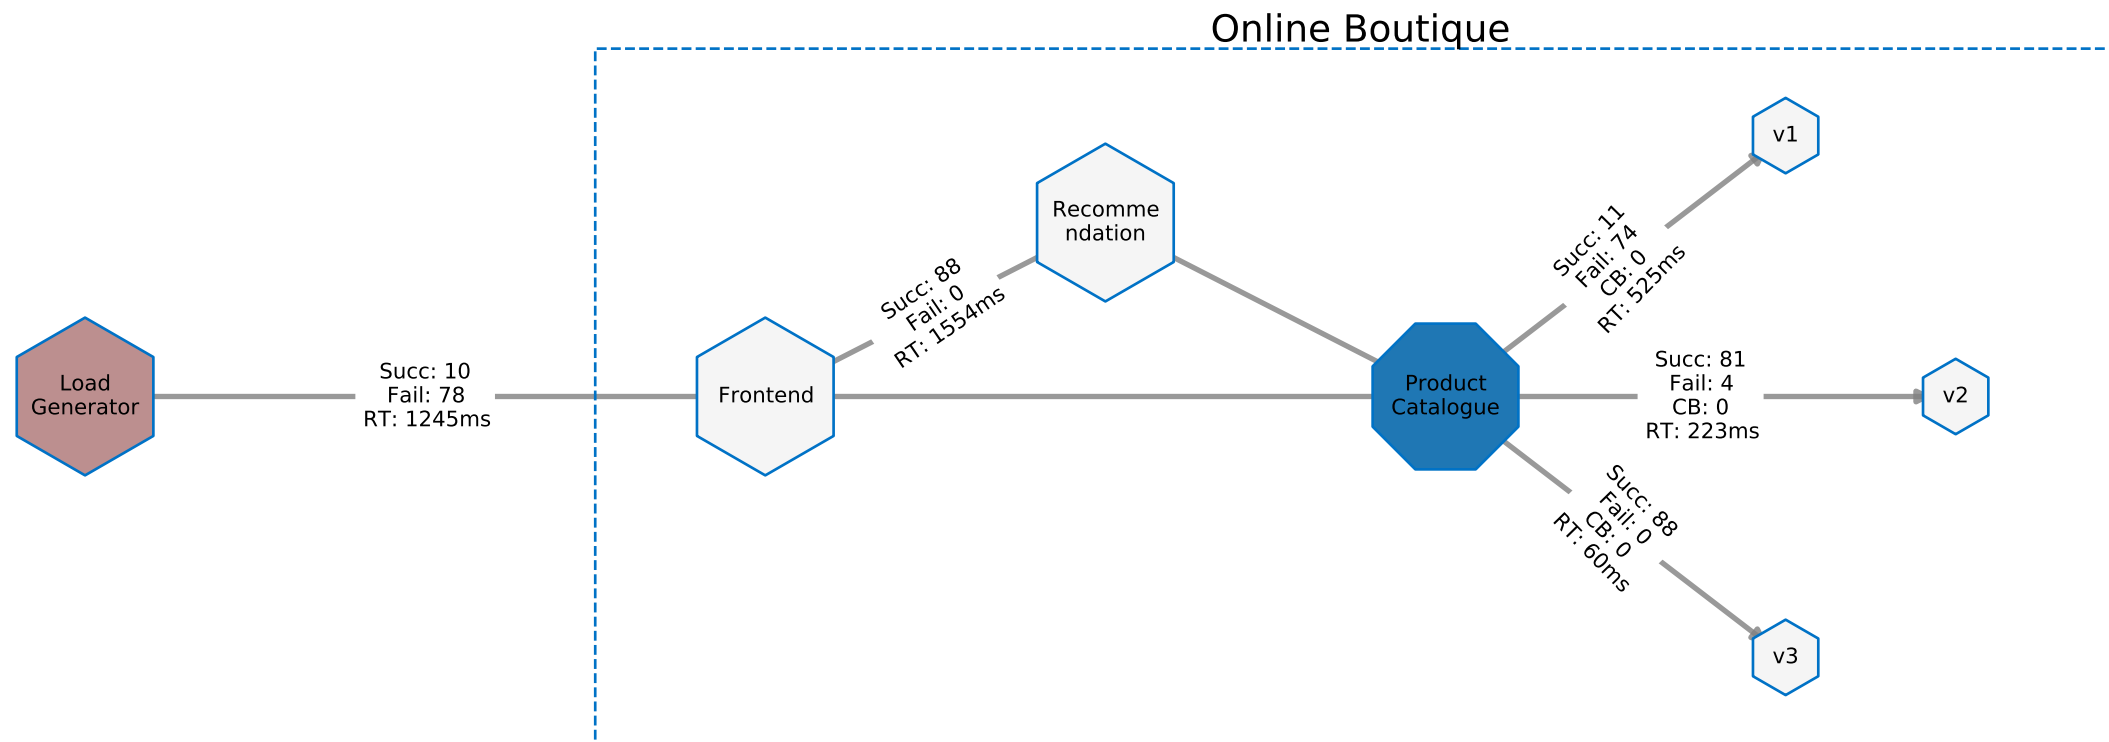 Online Boutique
Load
Generator
Succ: 10
Fail: 78
RT: 1245ms
Frontend
Succ: 88
Fail: 0
RT: 1554ms
Recomme
ndation
Product
Catalogue
Succ: 11
Fail: 74
CB: 0
RT: 525ms
v1
Succ: 81
Fail: 4
CB: 0
RT: 223ms
v2
Succ: 88
Fail: 0
CB: 0
RT: 60ms
v3